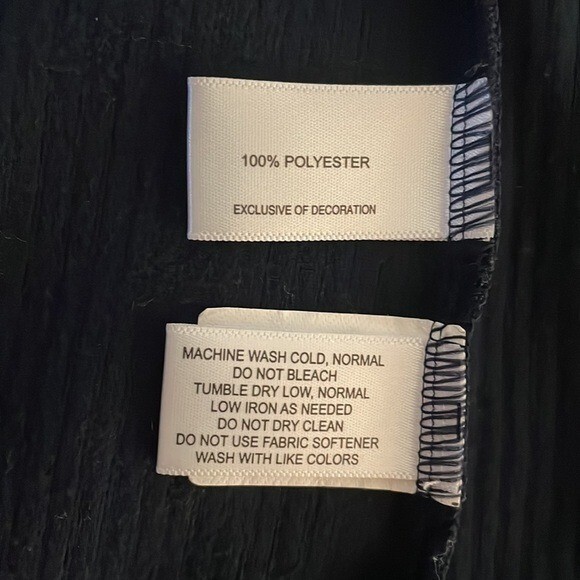 100% POLYESTER
EXCLUSIVE OF DECORATION
MACHINE WASH COLD, NORMAL
DO NOT BLEACH
TUMBLE DRY LOW, NORMAL
LOW IRON AS NEEDED
DO NOT DRY CLEAN
DO NOT USE FABRIC SOFTENER
WASH WITH LIKE COLORS